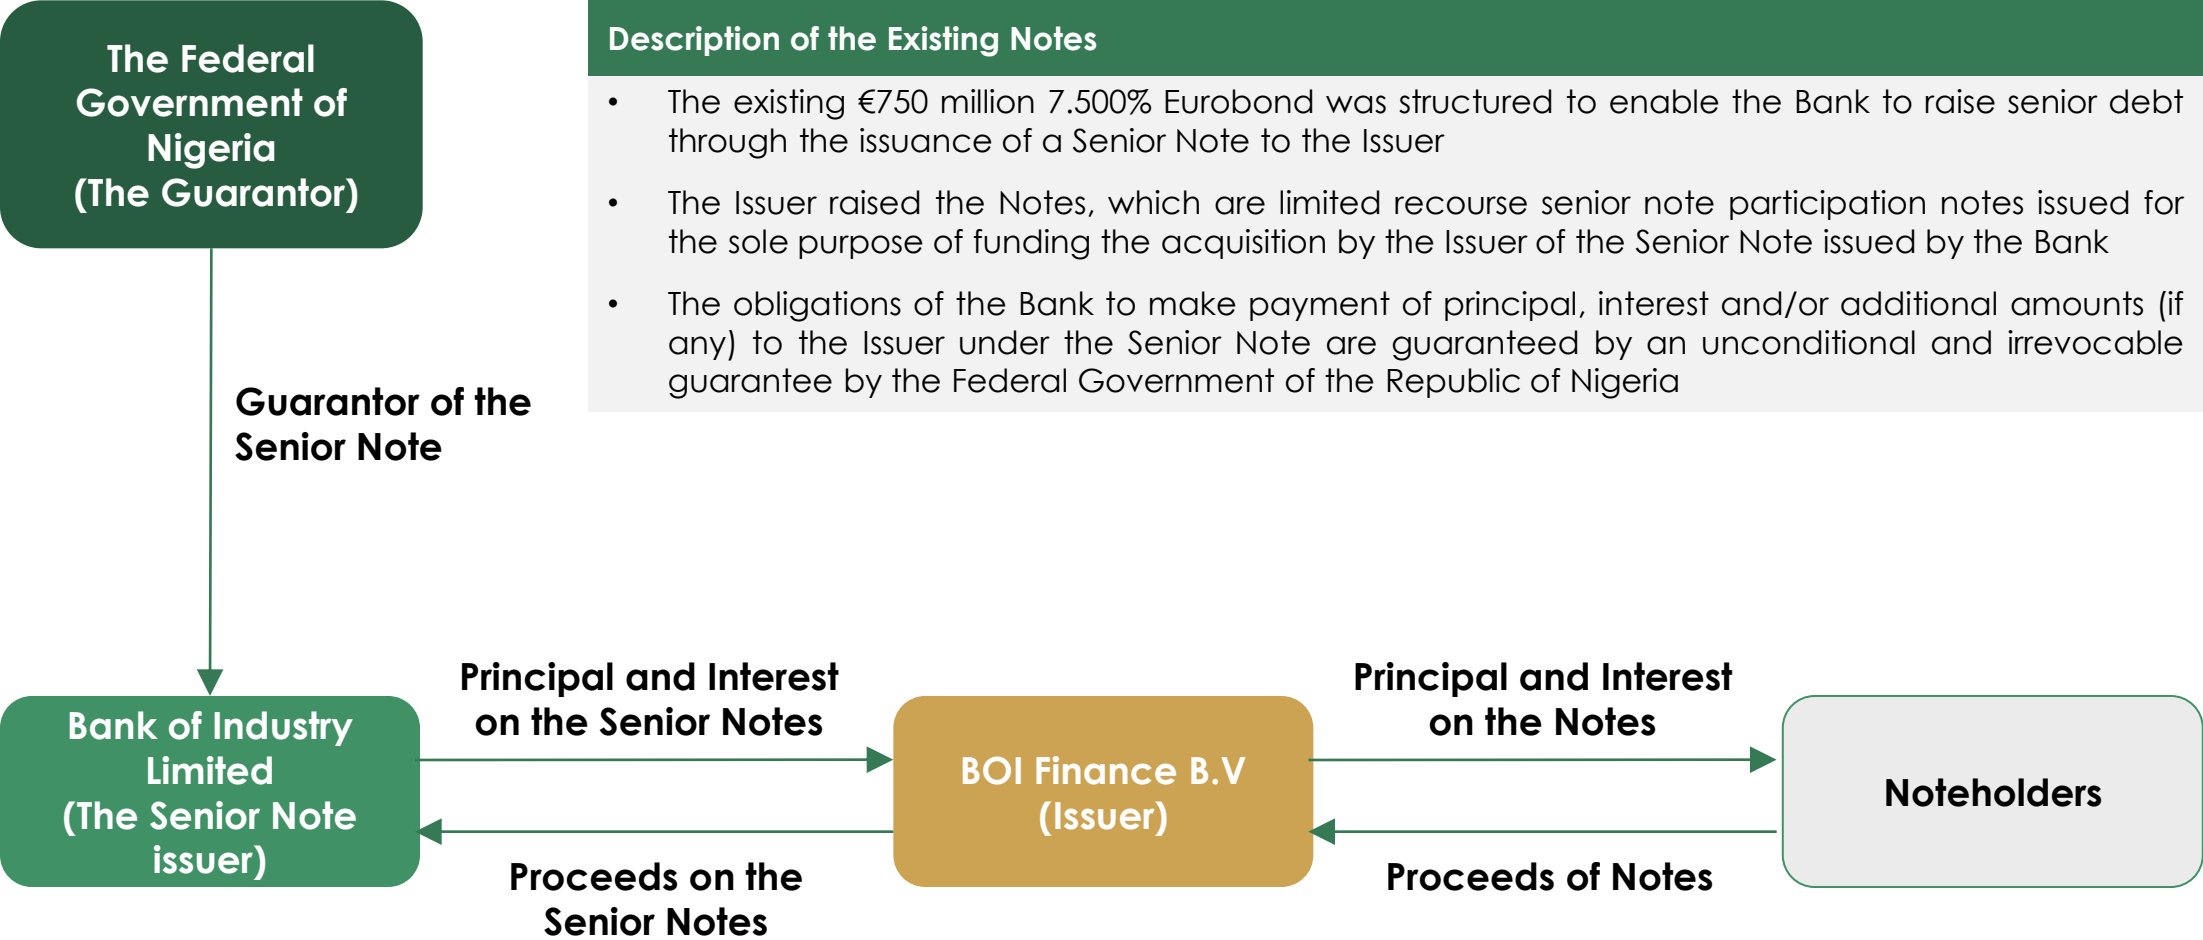 The Federal
Government of
Nigeria
(The Guarantor)
Description of the Existing Notes
• The existing €750 million 7.500% Eurobond was structured to enable the Bank to raise senior debt
through the issuance of a Senior Note to the Issuer
• The Issuer raised the Notes, which are limited recourse senior note participation notes issued for
the sole purpose of funding the acquisition by the Issuer of the Senior Note issued by the Bank
• The obligations of the Bank to make payment of principal, interest and/or additional amounts (if
any) to the Issuer under the Senior Note are guaranteed by an unconditional and irrevocable
guarantee by the Federal Government of the Republic of Nigeria
Guarantor of the
Senior Note
Bank of Industry
Limited
(The Senior Note
issuer)
Principal and Interest
on the Senior Notes
Proceeds on the
Senior Notes
BOI Finance B.V
(Issuer)
Principal and Interest
on the Notes
Proceeds of Notes
Noteholders